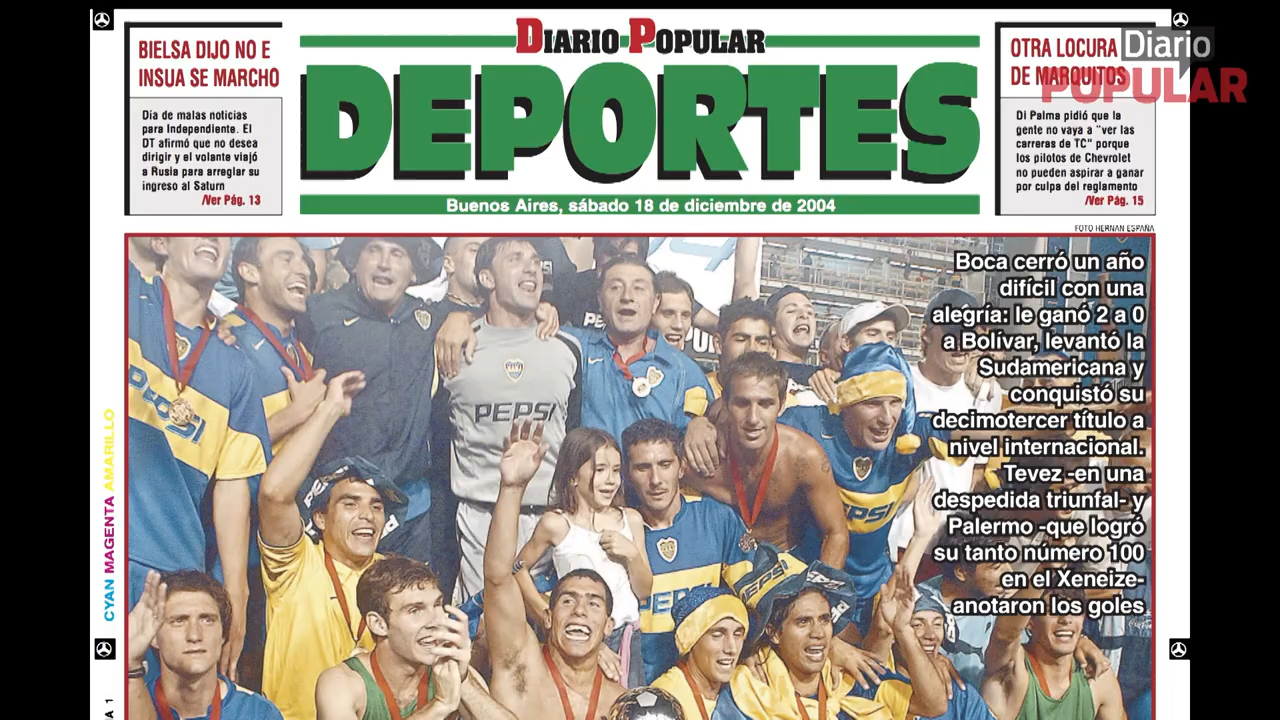 BIELSA DIJO NO E
INSUA SE MARCHO
Día de malas noticias
para Independiente. El
DT afirmó que no desea
dirigir y el volante viajó
a Rusia para arreglar su
ingreso al Saturn
/Ver Pág. 13
DIARIO POPULAR
DEPORTES
Buenos Aires, sábado 18 de diciembre de 2004
OTRA LOCURA
DE MARQUITOS
Di Palma pidió que la
gente no vaya a "ver las
carreras de TC" porque
los pilotos de Chevrolet
no pueden aspirar a ganar
por culpa del reglamento
/Ver Pág. 15
Diario
POPULAR
FOTO HERNAN ESPAÑA
Boca cerró un año
difícil con una
alegría: le ganó 2 a 0
a Bolívar, levantó la
Sudamericana y
conquistó su
decimotercer título a
nivel internacional.
Tevez -en una
despedida triunfal- y
Palermo -que logró
su tanto número 100
en el Xeneize-
anotaron los goles
CYAN MAGENTA AMARILLO
PEPSI
PEPSI
PEPSI
PEPSI